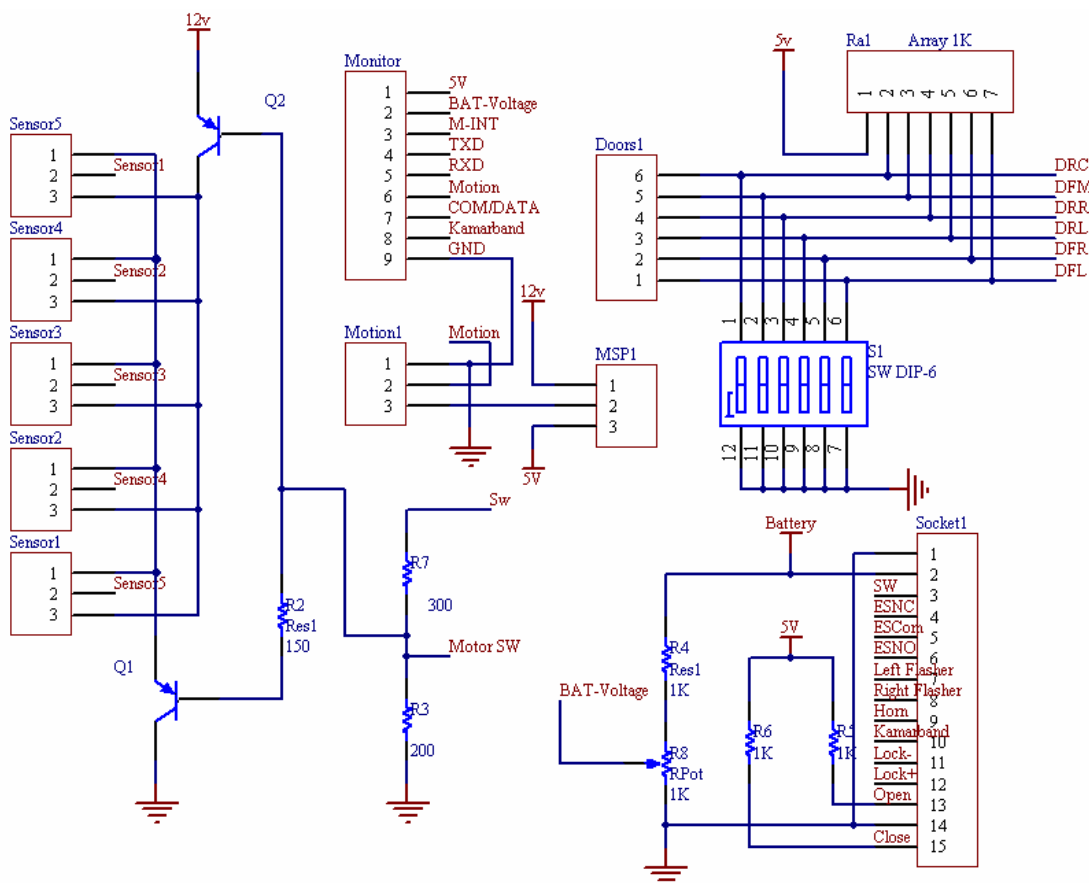 12v
Q2
Sensor5
1
2
3
Sensor1
Sensor4
1
2
3
Sensor2
Sensor3
1
2
3
Sensor3
Sensor2
1
2
3
Sensor4
Sensor1
1
2
3
Sensor5
Q1
R2
Res1
150
Monitor
1
2
3
4
5
6
7
8
9
5V
BAT-Voltage
M-INT
TXD
RXD
Motion
COM/DATA
Kamarband
GND
Motion1
1
2
3
Motion
12v
MSP1
1
2
3
5V
Sw
R7
300
Motor SW
R3
200
5v
Ra1 Array 1K
1 2 3 4 5 6 7
Doors1
6
5
4
3
2
1
DRC
DFM
DRR
DRL
DFR
DFL
1 2 3 4 5 6
S1
SW DIP-6
12 11 10 9 8 7
Battery
R4
Res1
1K
BAT-Voltage
R8
RPot
1K
5V
R6
1K
R5
1K
Socket1
1
2
SW 3
ESNC 4
ESCom 5
ESNO 6
Left Flasher 7
Right Flasher 8
Horn 9
Kamarband 10
Lock- 11
Lock+ 12
Open 13
14
Close 15